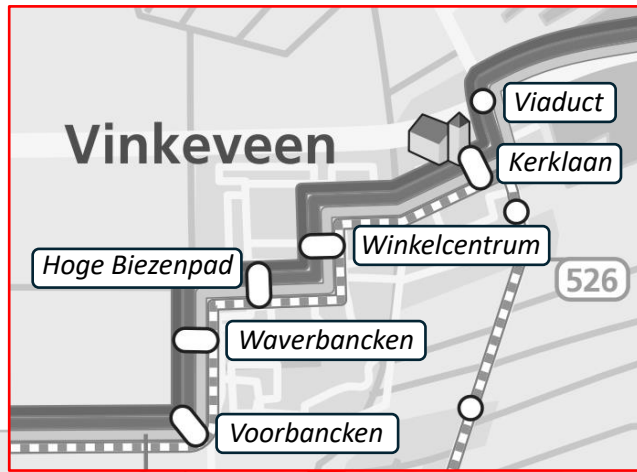 Viaduct
Vinkeveen
Kerklaan
Winkelcentrum
Hoge Biezenpad
526
Waverbancken
Voorbancken